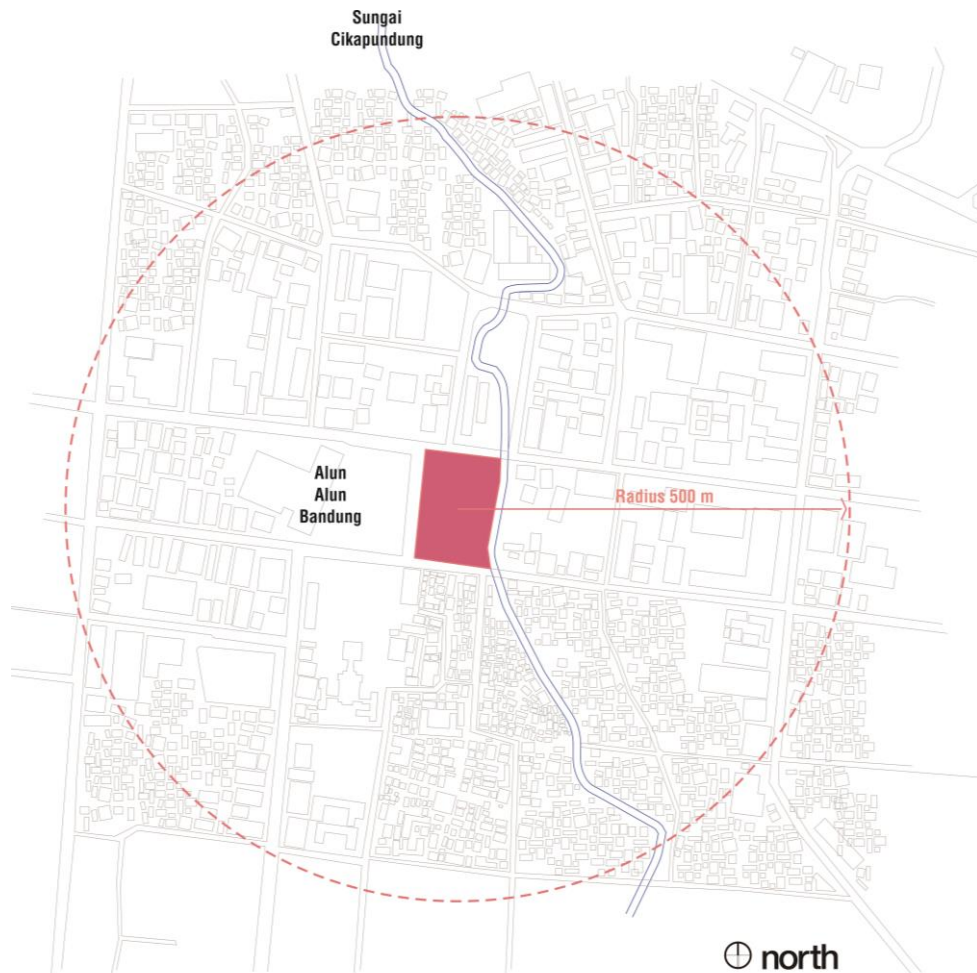 Sungai
Cikapundung
Alun
Alun
Bandung
Radius 500 m
north